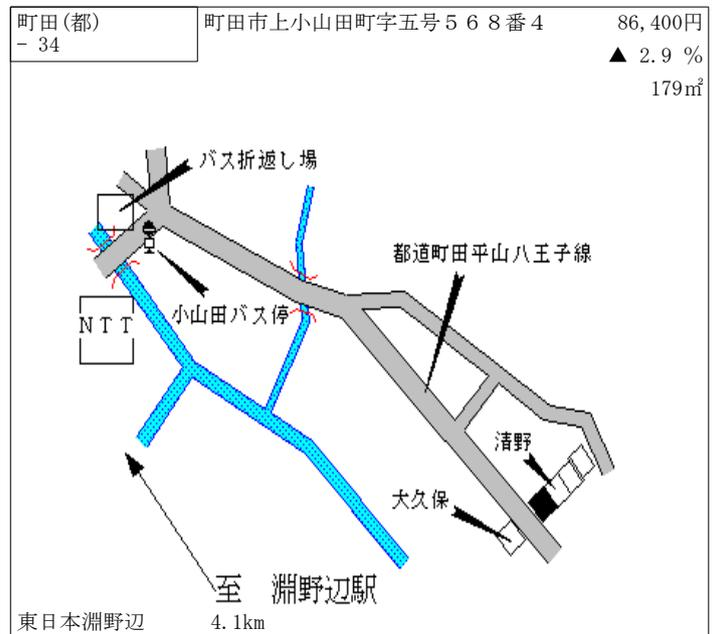 町田(都)
- 34
町田市上小山田町字五号５６８番４
86,400円
▲ 2.9 %
179㎡
バス折返し場
都道町田平山八王子線
小山田バス停
ＮＴＴ
清野
大久保
至　淵野辺駅
東日本淵野辺　4.1km